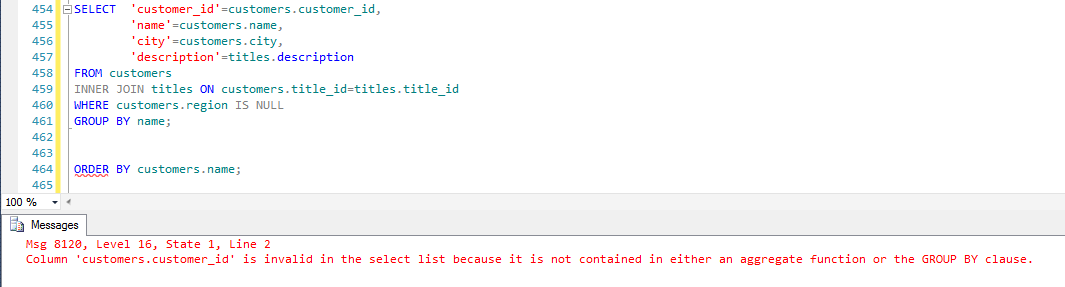 454 SELECT 'customer_id'=customers.customer_id,
455 'name'=customers.name,
456 'city'=customers.city,
457 'description'=titles.description
458 FROM customers
459 INNER JOIN titles ON customers.title_id=titles.title_id
460 WHERE customers.region IS NULL
461 GROUP BY name;
462
463
464 ORDER BY customers.name;
465
100 %
Messages
Msg 8120, Level 16, State 1, Line 2
Column 'customers.customer_id' is invalid in the select list because it is not contained in either an aggregate function or the GROUP BY clause.